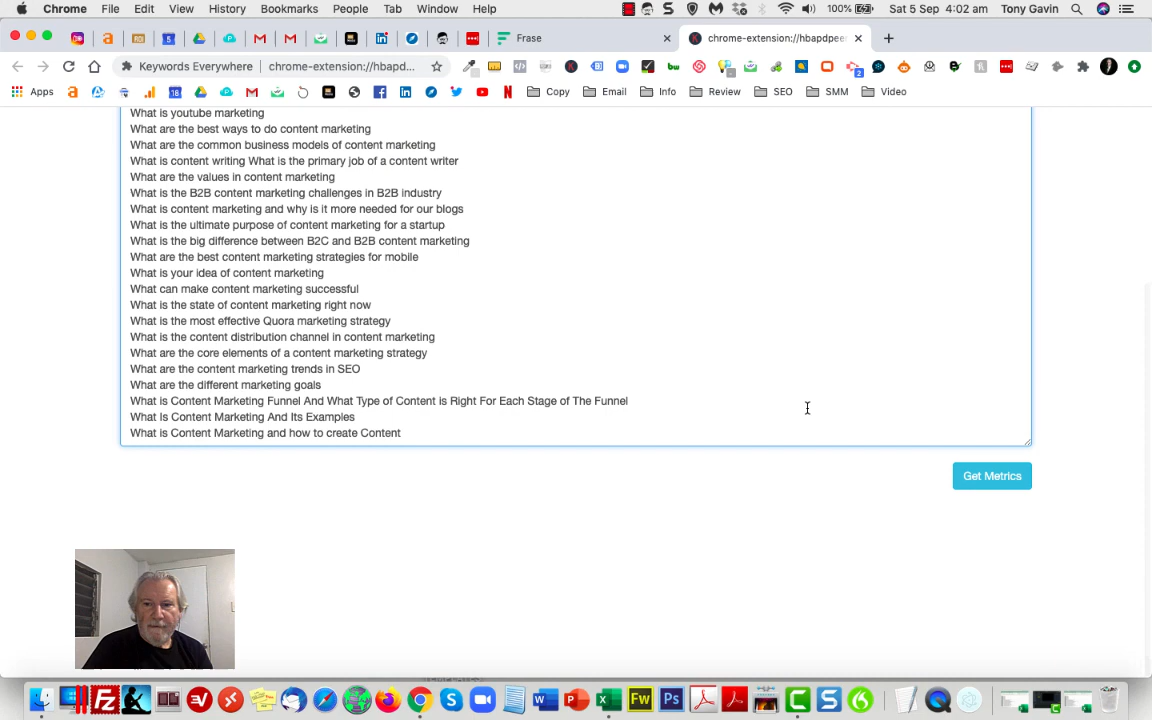 Chrome File Edit View History Bookmarks People Tab Window Help 100% Sat 5 Sep 4:02 am Tony Gavin
Frase chrome-extension://hbapdpee
Keywords Everywhere chrome-extension://hbapd...
Apps Copy Email Info Review SEO SMM Video
What is youtube marketing
What are the best ways to do content marketing
What are the common business models of content marketing
What is content writing What is the primary job of a content writer
What are the values in content marketing
What is the B2B content marketing challenges in B2B industry
What is content marketing and why is it more needed for our blogs
What is the ultimate purpose of content marketing for a startup
What is the big difference between B2C and B2B content marketing
What are the best content marketing strategies for mobile
What is your idea of content marketing
What can make content marketing successful
What is the state of content marketing right now
What is the most effective Quora marketing strategy
What is the content distribution channel in content marketing
What are the core elements of a content marketing strategy
What are the content marketing trends in SEO
What are the different marketing goals
What is Content Marketing Funnel And What Type of Content is Right For Each Stage of The Funnel
What Is Content Marketing And Its Examples
What is Content Marketing and how to create Content
Get Metrics